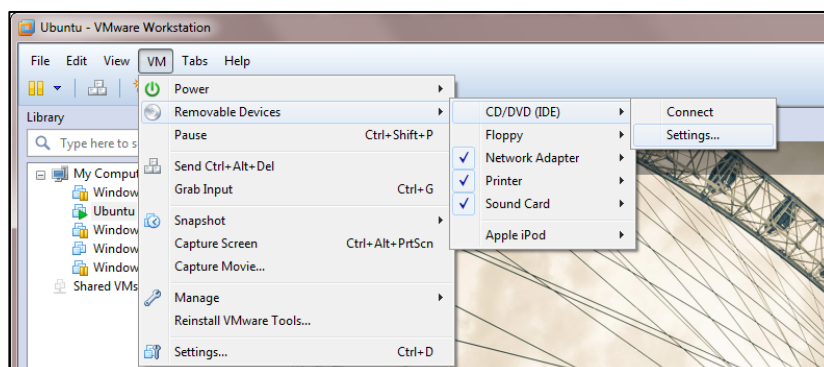 Ubuntu - VMware Workstation
File Edit View VM Tabs Help
Library
Type here to s
My Comput
Window
Ubuntu
Window
Window
Window
Shared VMs
Power
Removable Devices
Pause Ctrl+Shift+P
Send Ctrl+Alt+Del
Grab Input Ctrl+G
Snapshot
Capture Screen Ctrl+Alt+PrtScn
Capture Movie...
Manage
Reinstall VMware Tools...
Settings... Ctrl+D
CD/DVD (IDE)
Floppy
Network Adapter
Printer
Sound Card
Apple iPod
Connect
Settings...